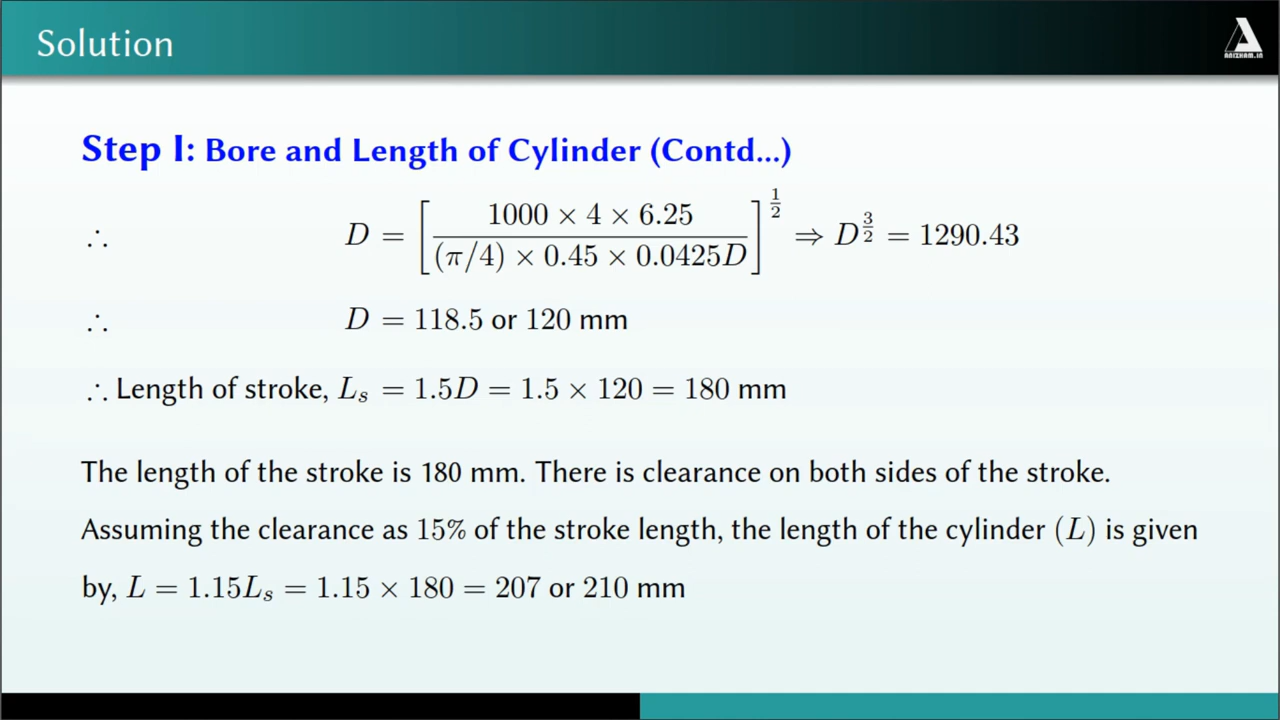 Solution
ANIZHAM.IN
Step I: Bore and Length of Cylinder (Contd...)
∴ D = [ (1000 × 4 × 6.25) / ((π/4) × 0.45 × 0.0425D) ]^(1/2) ⇒ D^(3/2) = 1290.43
∴ D = 118.5 or 120 mm
∴ Length of stroke, Lₛ = 1.5D = 1.5 × 120 = 180 mm
The length of the stroke is 180 mm. There is clearance on both sides of the stroke.
Assuming the clearance as 15% of the stroke length, the length of the cylinder (L) is given
by, L = 1.15Lₛ = 1.15 × 180 = 207 or 210 mm